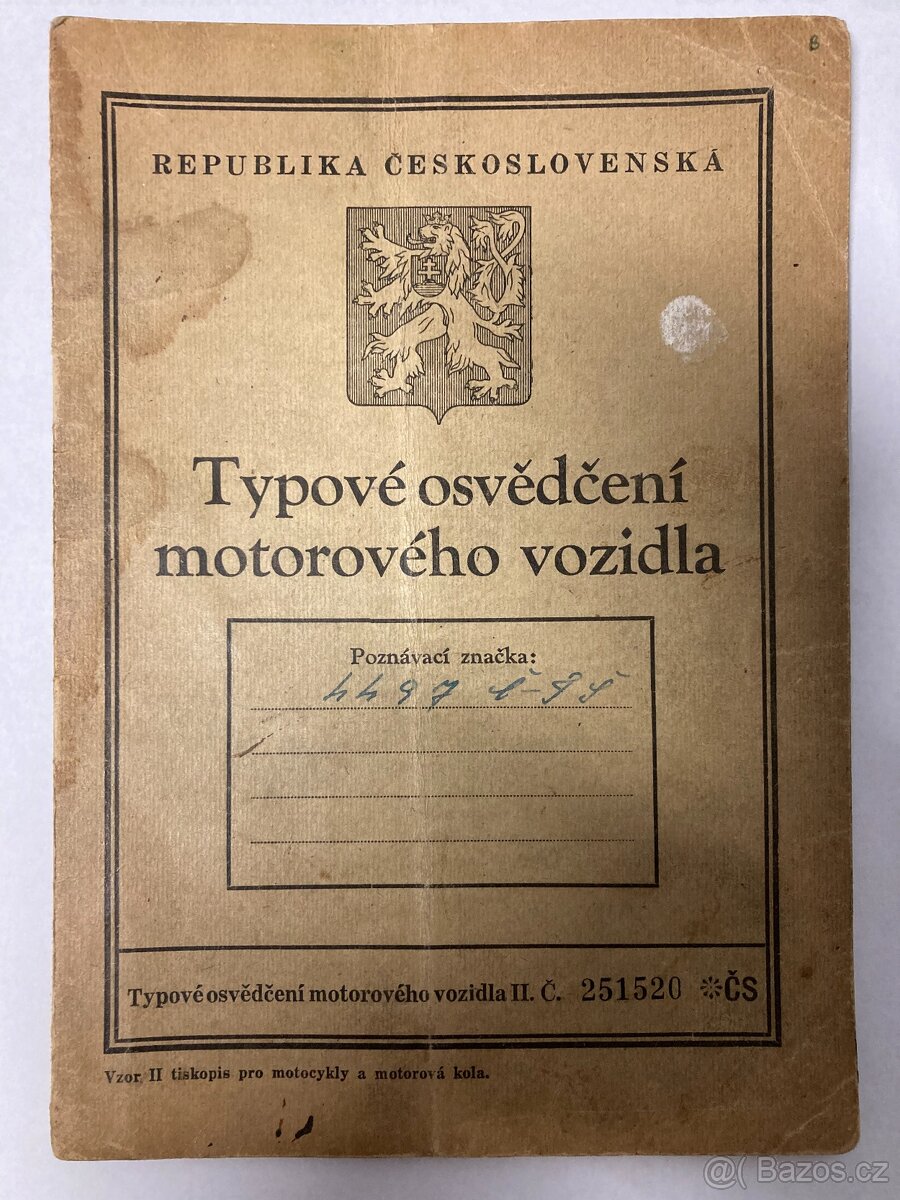 B
REPUBLIKA ČESKOSLOVENSKÁ
Typové osvědčení
motorového vozidla
Poznávací značka:
Typové osvědčení motorového vozidla II. Č. 251520 ❊ČS
Vzor II tiskopis pro motocykly a motorová kola.
@( Bazos.cz